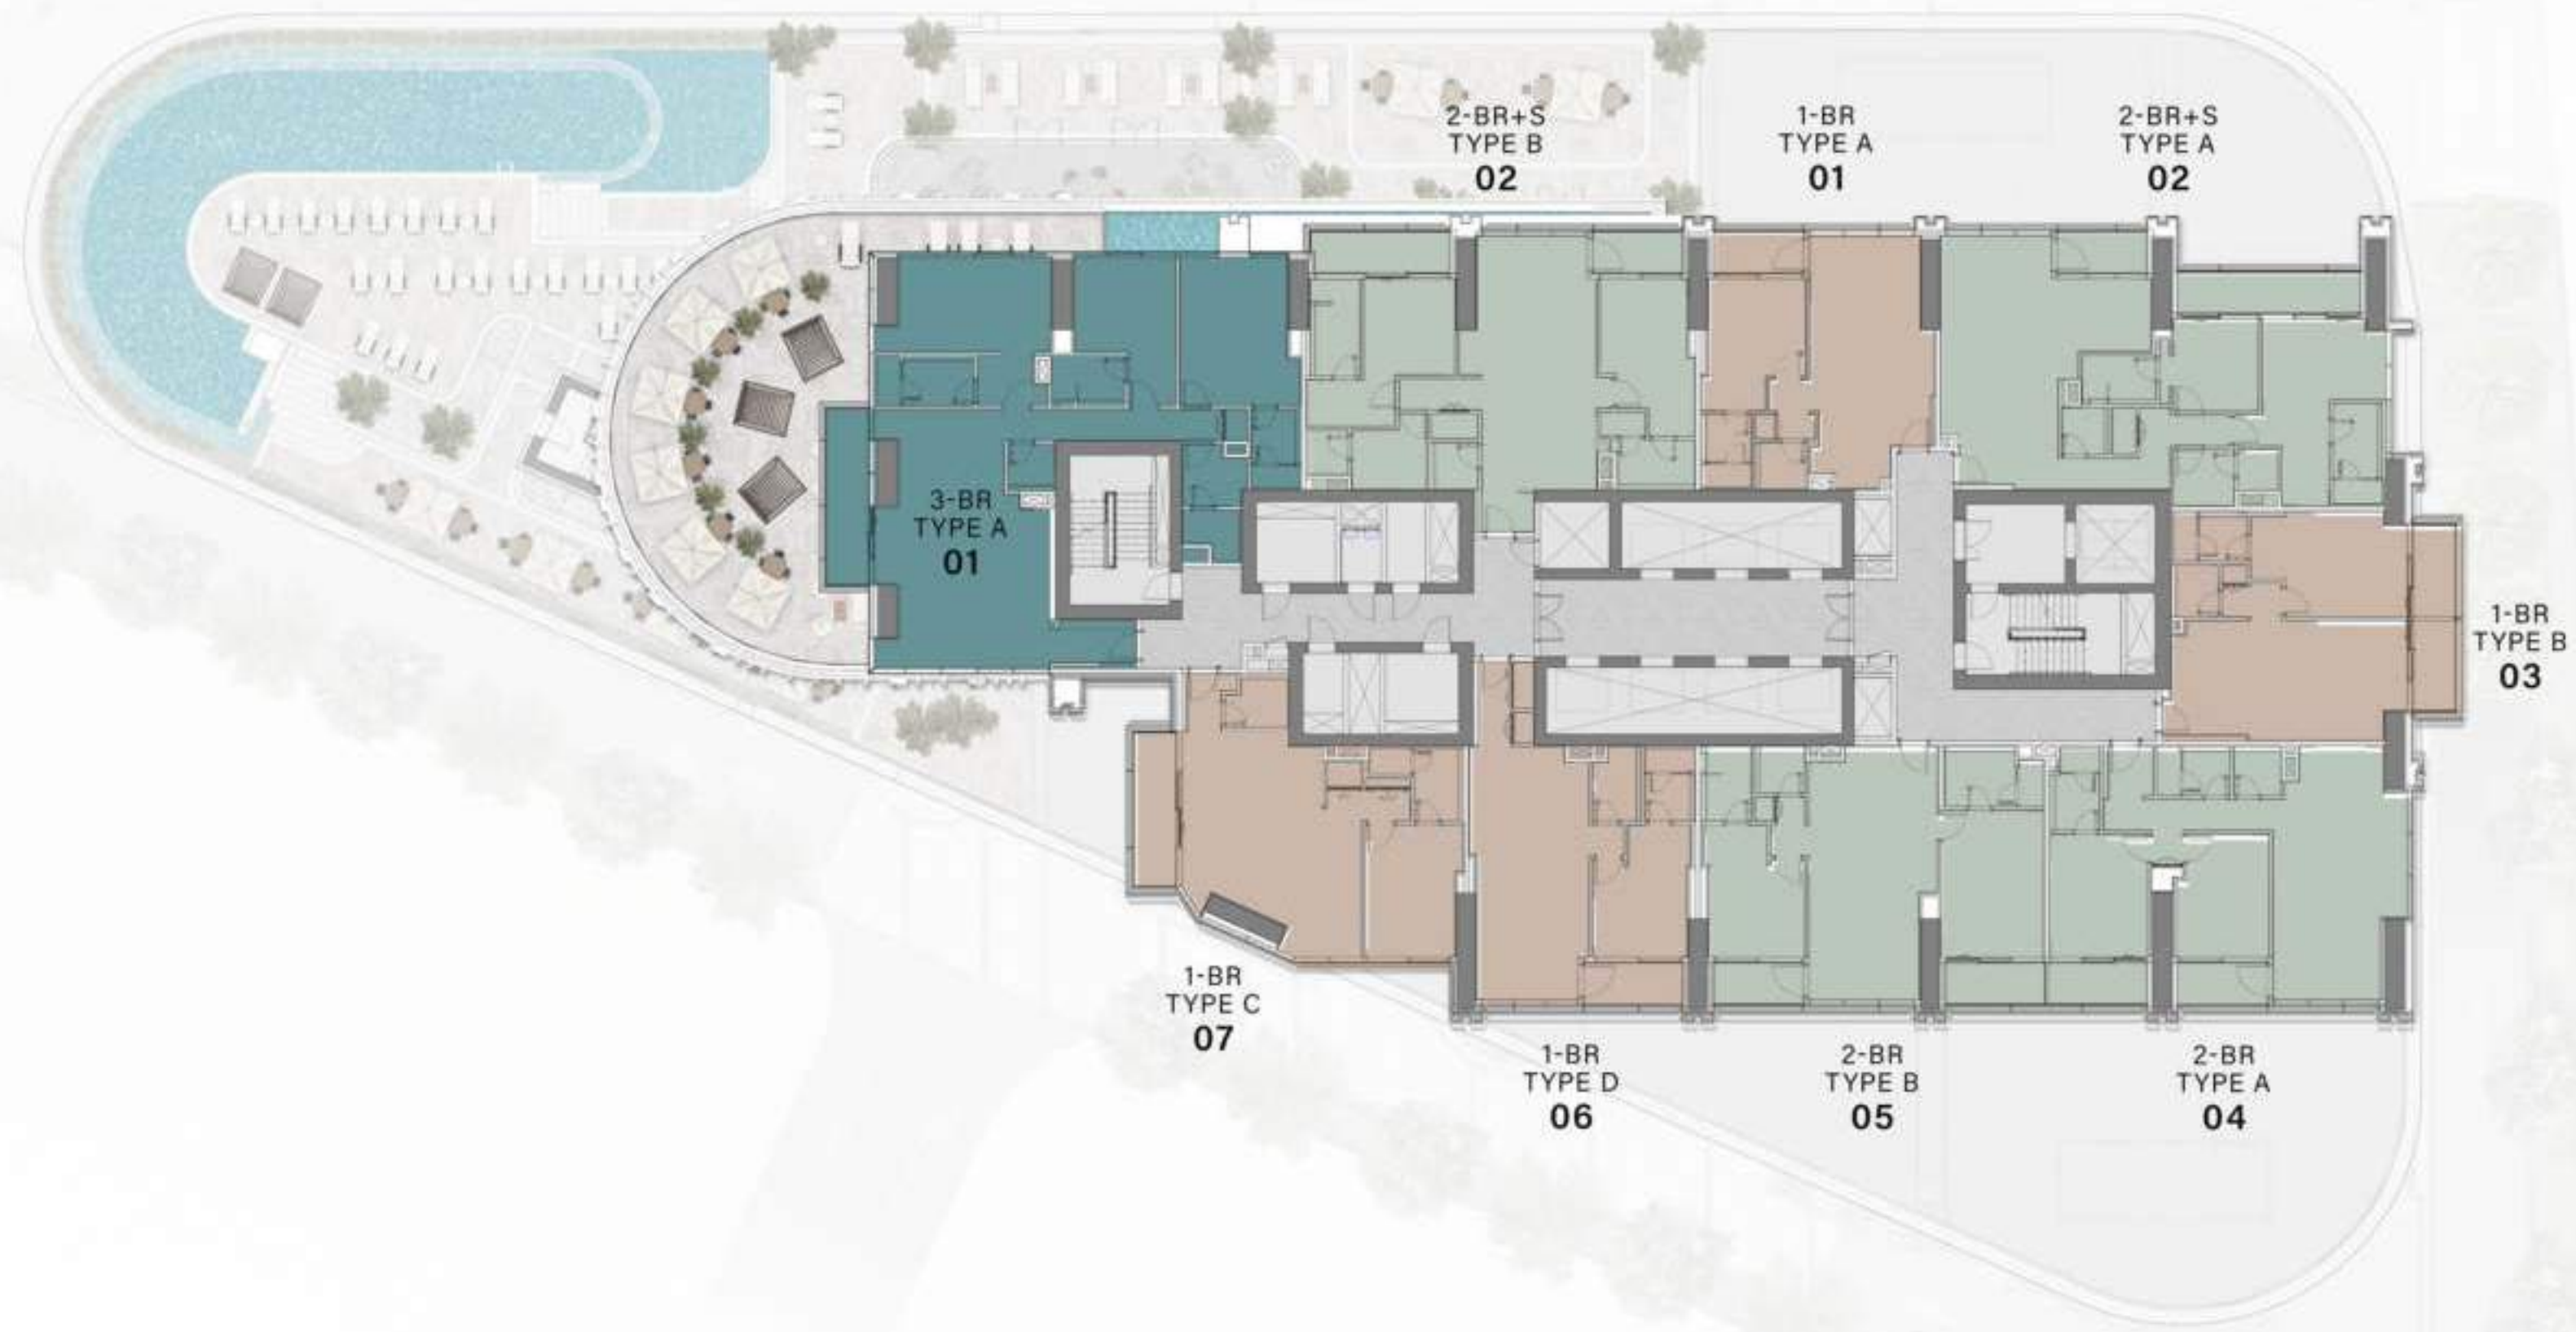 2-BR+S
TYPE B
02
1-BR
TYPE A
01
2-BR+S
TYPE A
02
3-BR
TYPE A
01
1-BR
TYPE B
03
1-BR
TYPE C
07
1-BR
TYPE D
06
2-BR
TYPE B
05
2-BR
TYPE A
04